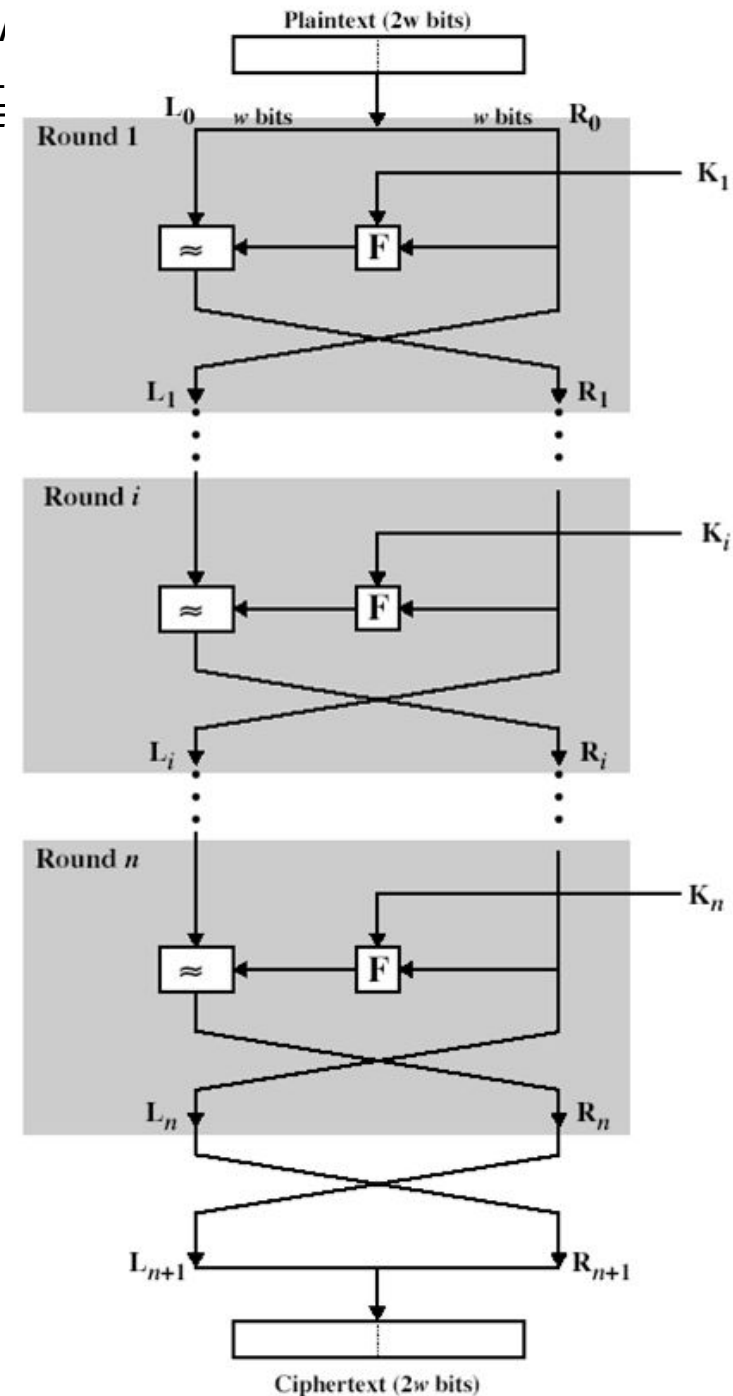 Plaintext (2w bits)
L0 w bits w bits R0
Round 1
K1
≈ F
L1 R1
Round i
Ki
≈ F
Li Ri
Round n
Kn
≈ F
Ln Rn
Ln+1 Rn+1
Ciphertext (2w bits)